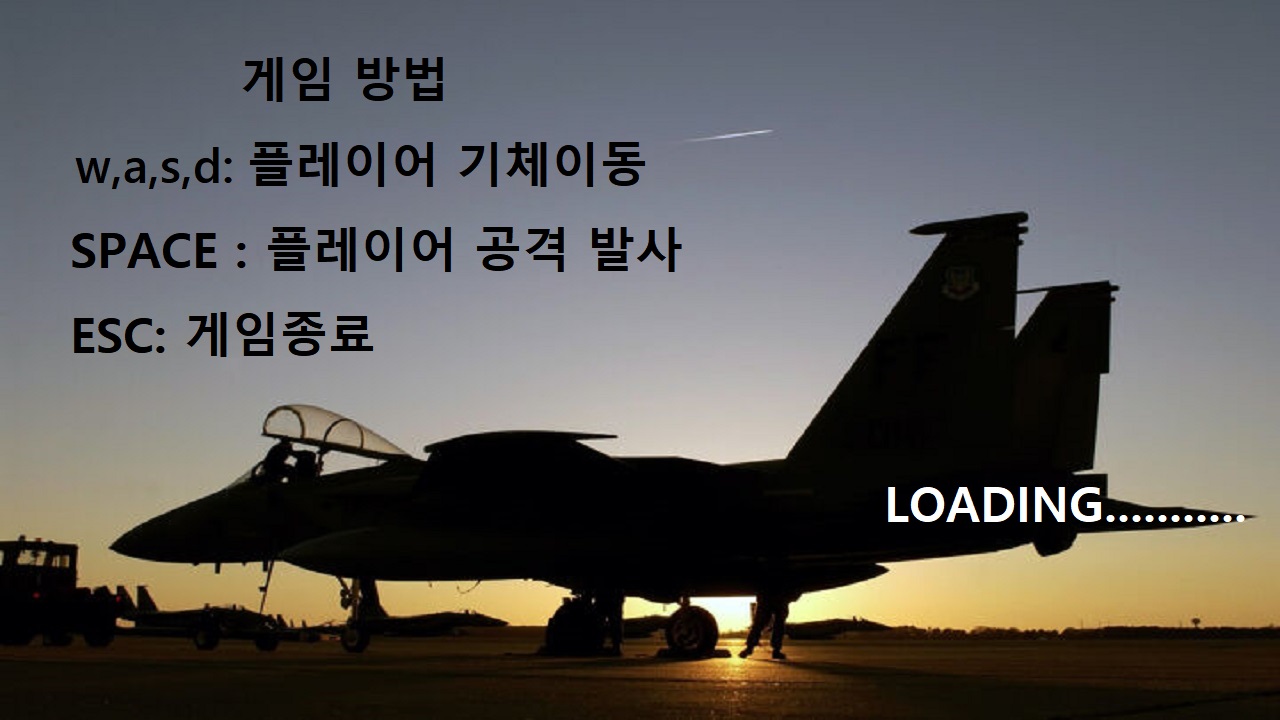 게임 방법
w,a,s,d: 플레이어 기체이동
SPACE : 플레이어 공격 발사
ESC: 게임종료
FF
LOADING...........